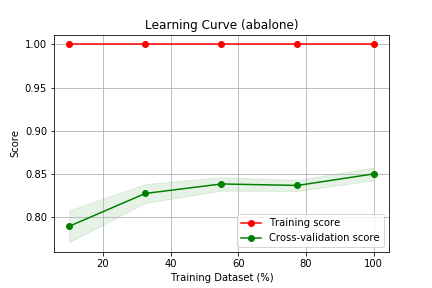 Learning Curve (abalone)
1.00
0.95
0.90
0.85
0.80
Score
20
40
60
80
100
Training Dataset (%)
Training score
Cross-validation score